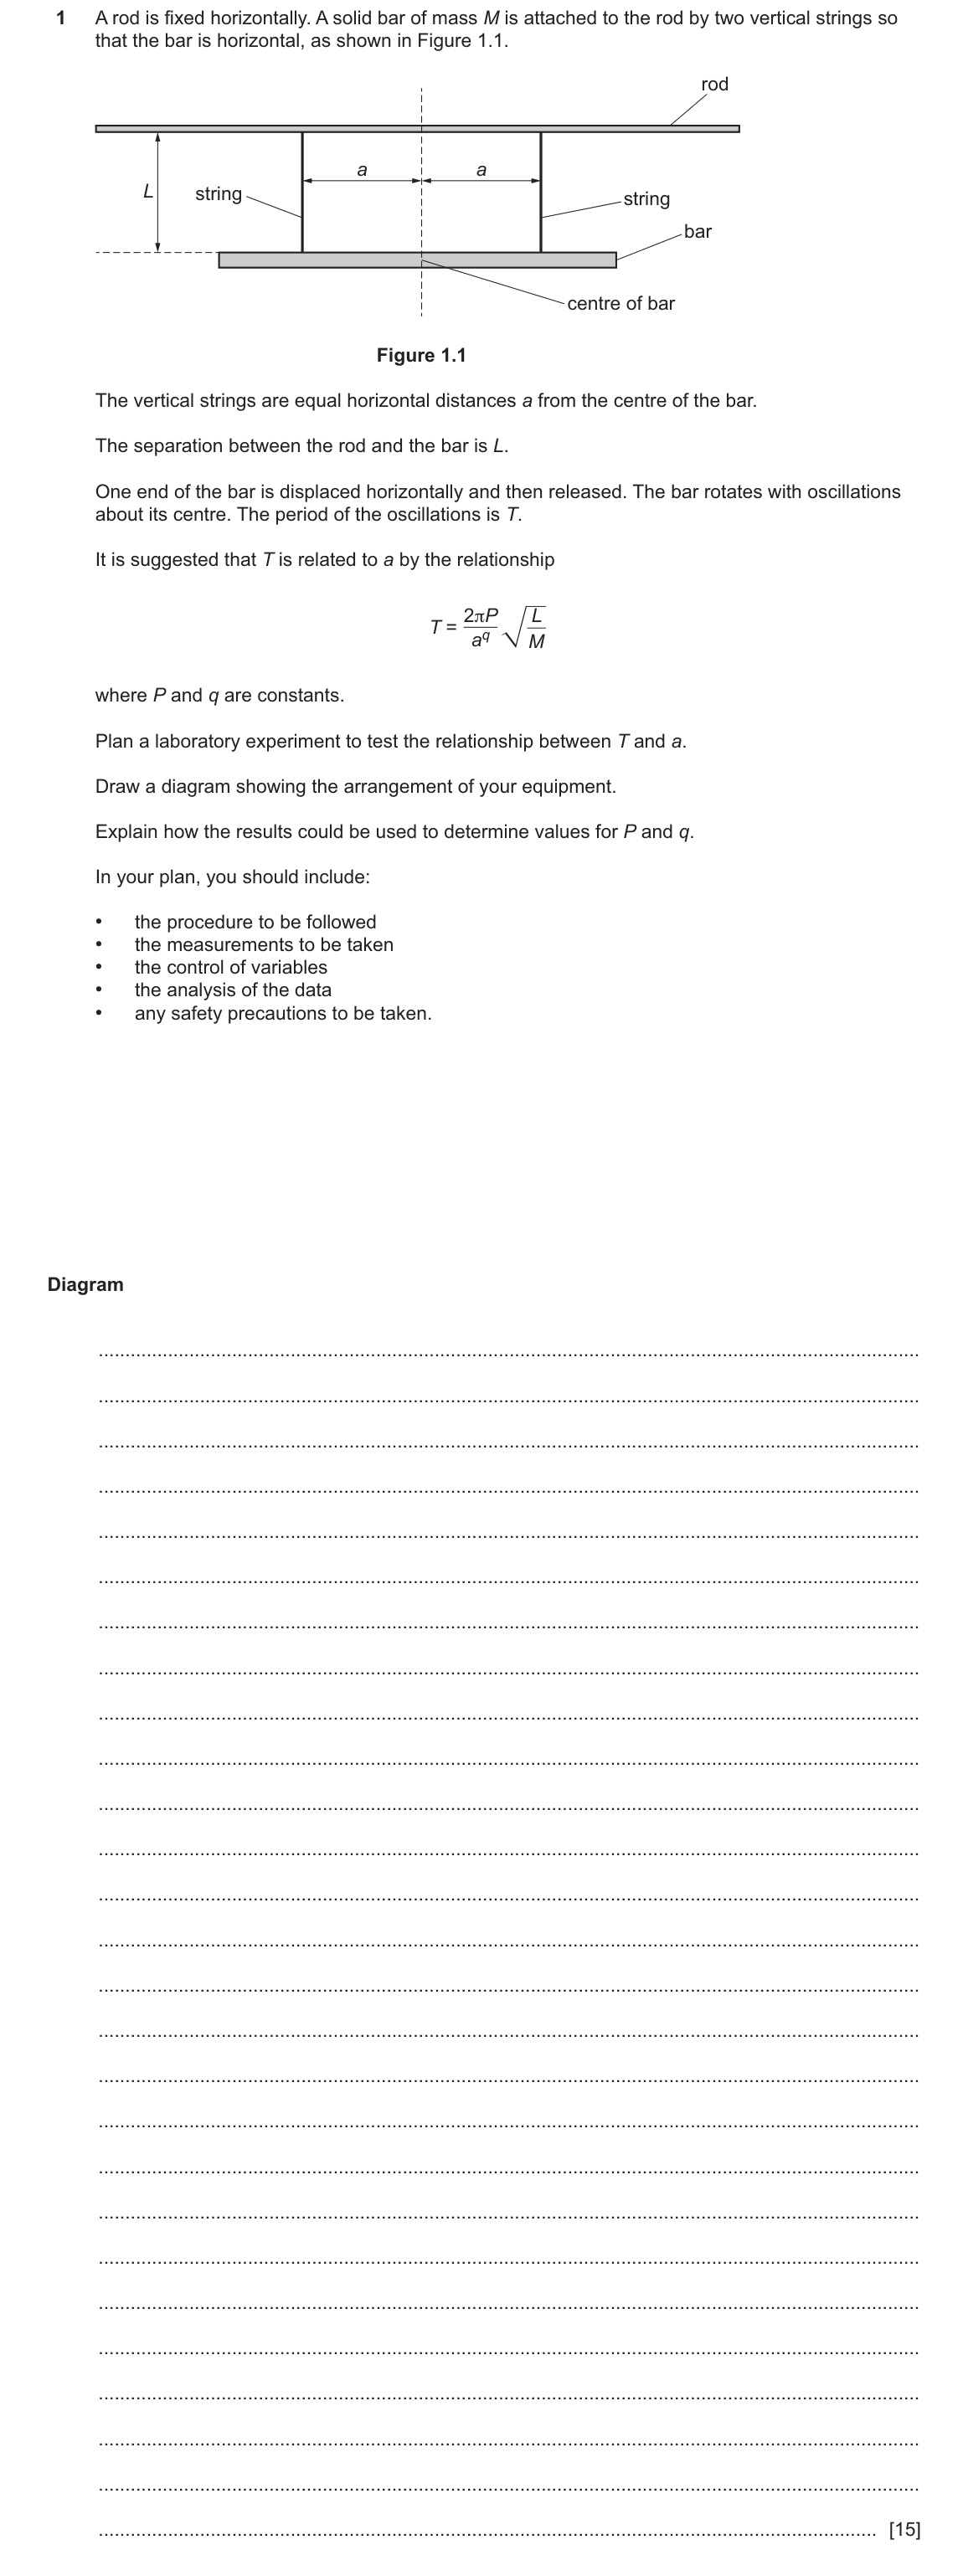 1 A rod is fixed horizontally. A solid bar of mass M is attached to the rod by two vertical strings so
that the bar is horizontal, as shown in Figure 1.1.
rod
a a
L string string
bar
centre of bar
Figure 1.1
The vertical strings are equal horizontal distances a from the centre of the bar.
The separation between the rod and the bar is L.
One end of the bar is displaced horizontally and then released. The bar rotates with oscillations
about its centre. The period of the oscillations is T.
It is suggested that T is related to a by the relationship
T = 2πP/a^q √(L/M)
where P and q are constants.
Plan a laboratory experiment to test the relationship between T and a.
Draw a diagram showing the arrangement of your equipment.
Explain how the results could be used to determine values for P and q.
In your plan, you should include:
• the procedure to be followed
• the measurements to be taken
• the control of variables
• the analysis of the data
• any safety precautions to be taken.
Diagram
[15]